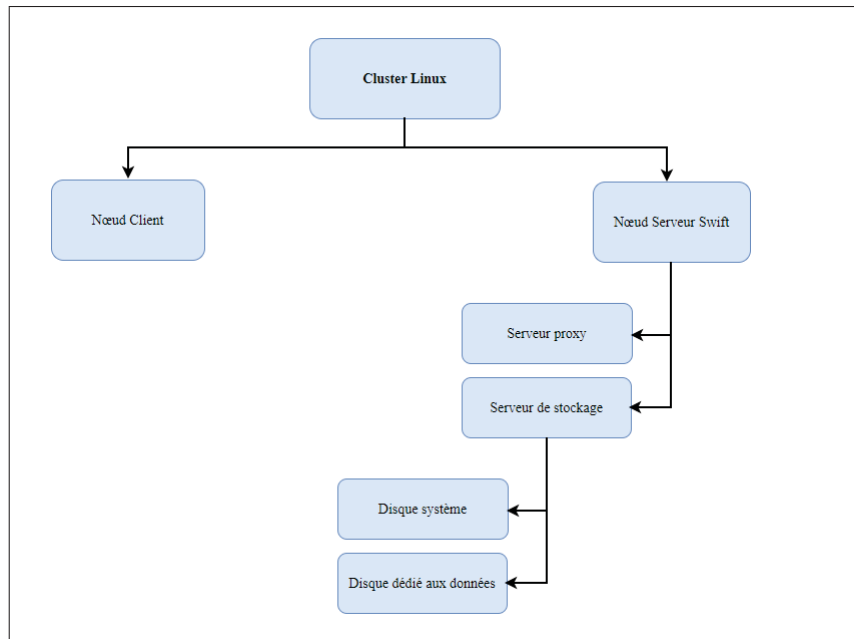 Cluster Linux
Nœud Client
Nœud Serveur Swift
Serveur proxy
Serveur de stockage
Disque système
Disque dédié aux données